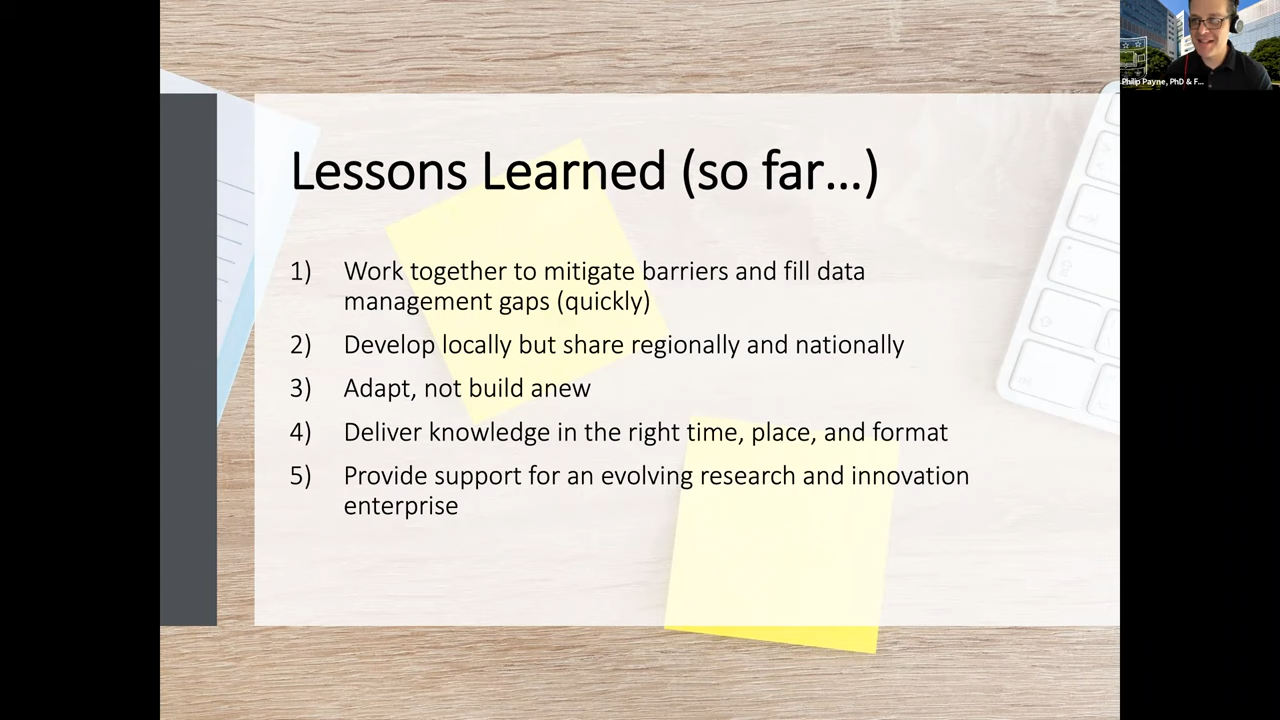 Philip Payne, PhD & F...
Lessons Learned (so far...)
1) Work together to mitigate barriers and fill data
management gaps (quickly)
2) Develop locally but share regionally and nationally
3) Adapt, not build anew
4) Deliver knowledge in the right time, place, and format
5) Provide support for an evolving research and innovation
enterprise